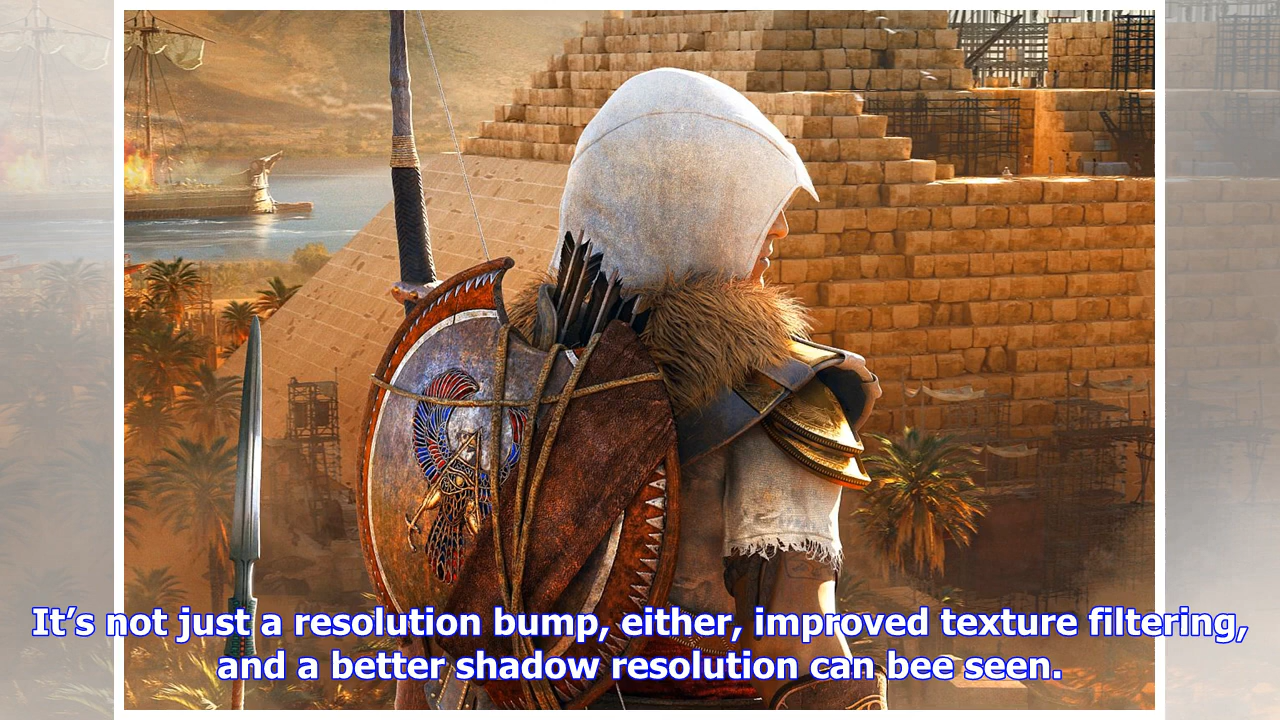 It’s not just a resolution bump, either, improved texture filtering,
and a better shadow resolution can bee seen.